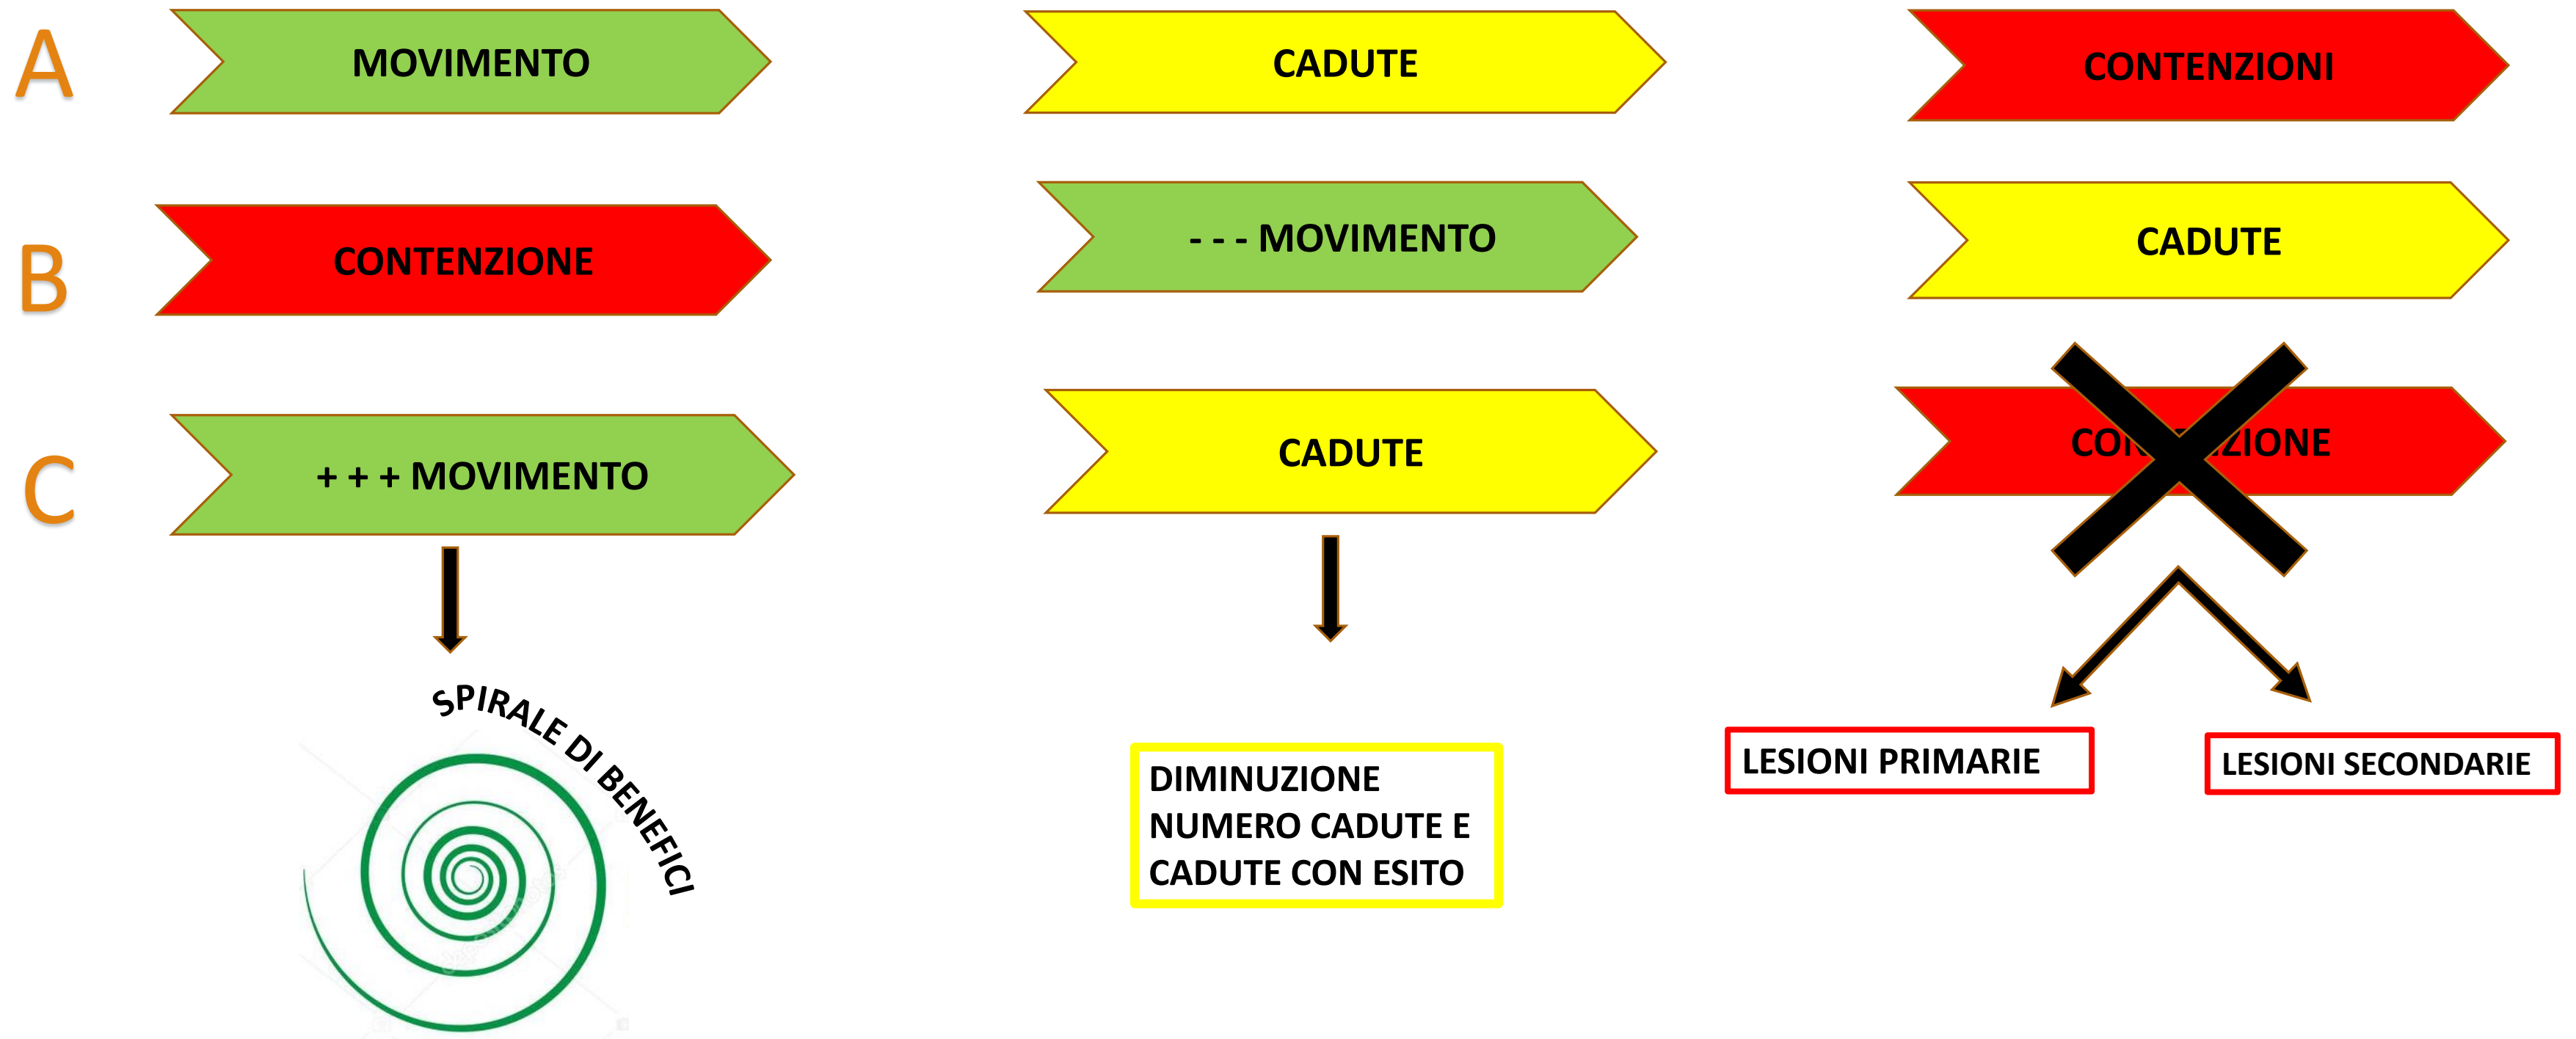 A
MOVIMENTO
CADUTE
CONTENZIONI
B
CONTENZIONE
- - - MOVIMENTO
CADUTE
C
+ + + MOVIMENTO
CADUTE
SPIRALE DI BENEFICI
DIMINUZIONE
NUMERO CADUTE E
CADUTE CON ESITO
LESIONI PRIMARIE
LESIONI SECONDARIE